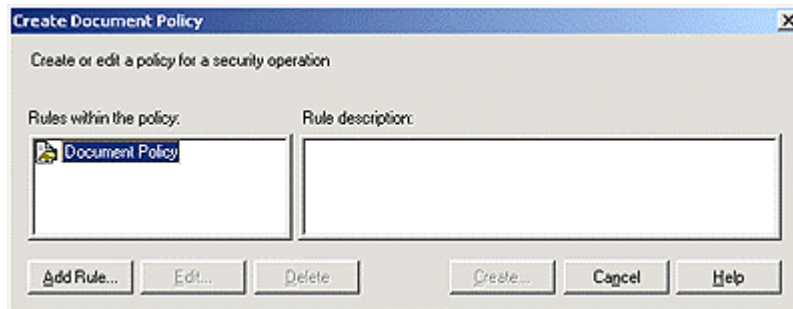 Create Document Policy
Create or edit a policy for a security operation
Rules within the policy: Rule description:
Document Policy
Add Rule... Edit... Delete Create... Cancel Help